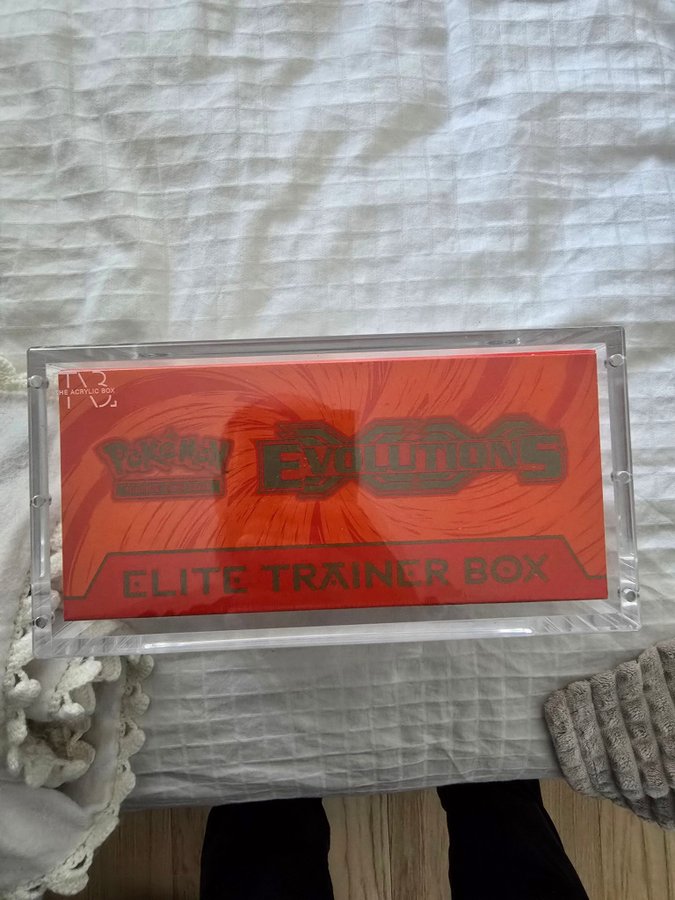 THE ACRYLIC BOX
Pokémon
EVOLUTIONS
ELITE TRAINER BOX